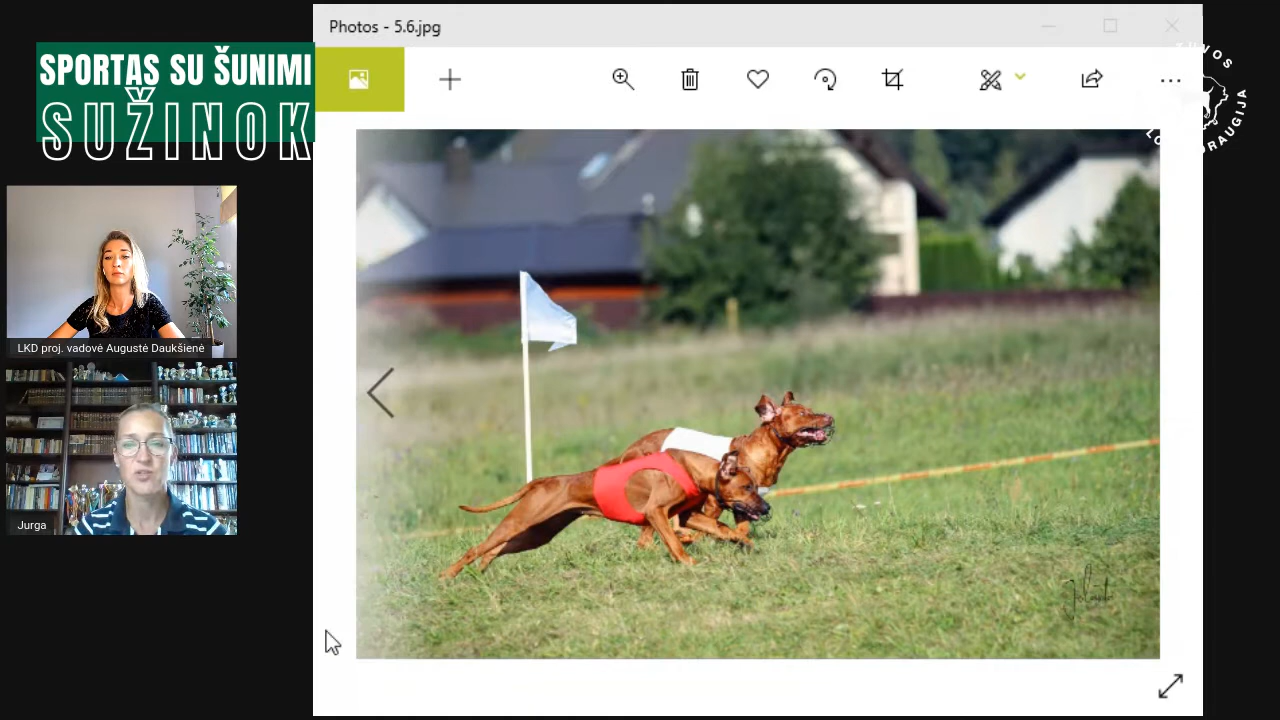 Photos - 5.6.jpg
SPORTAS SU ŠUNIMI
SUŽINOK
LKD proj. vadovė Augustė Daukšienė
Jurga